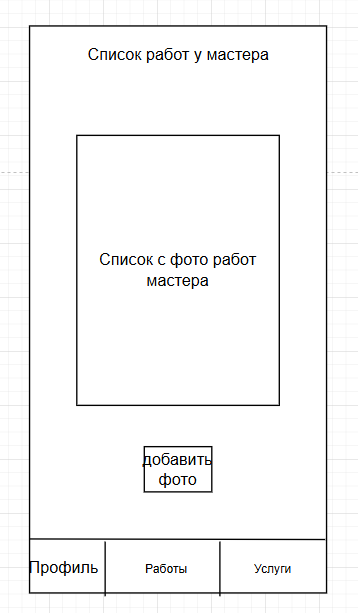 Список работ у мастера
Список с фото работ
мастера
добавить
фото
Профиль
Работы
Услуги